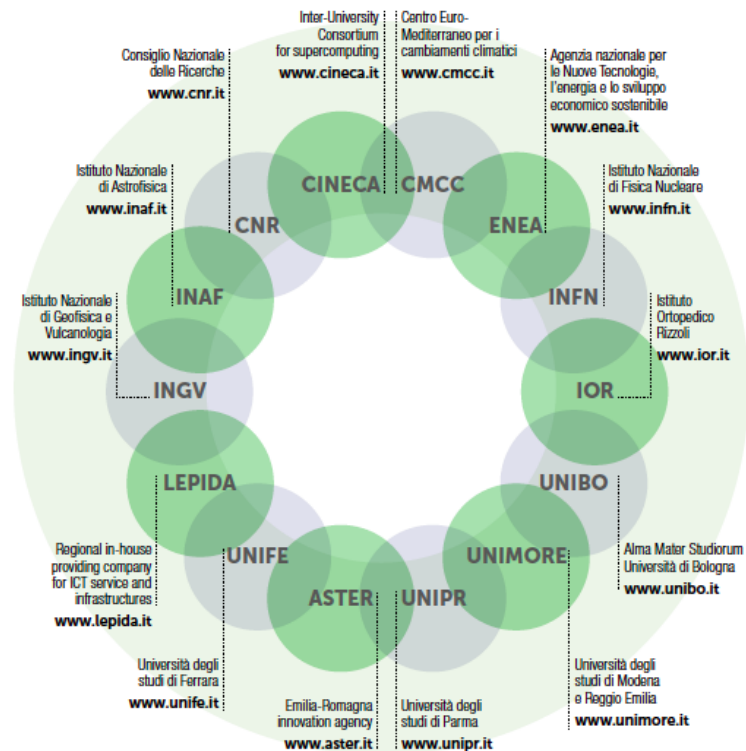 Inter-University
Consortium
for supercomputing
www.cineca.it
Centro Euro-
Mediterraneo per i
cambiamenti climatici
www.cmcc.it
Consiglio Nazionale
delle Ricerche
www.cnr.it
Agenzia nazionale per
le Nuove Tecnologie,
l'energia e lo sviluppo
economico sostenibile
www.enea.it
Istituto Nazionale
di Astrofisica
www.inaf.it
Istituto Nazionale
di Fisica Nucleare
www.infn.it
CINECA
CMCC
CNR
ENEA
INAF
INFN
Istituto Nazionale
di Geofisica e
Vulcanologia
www.ingv.it
Istituto
Ortopedico
Rizzoli
www.ior.it
INGV
IOR
LEPIDA
UNIBO
UNIFE
UNIMORE
ASTER
UNIPR
Regional in-house
providing company
for ICT service and
infrastructures
www.lepida.it
Alma Mater Studiorum
Università di Bologna
www.unibo.it
Università degli
studi di Ferrara
www.unife.it
Emilia-Romagna
innovation agency
www.aster.it
Università degli
studi di Parma
www.unipr.it
Università degli
studi di Modena
e Reggio Emilia
www.unimore.it